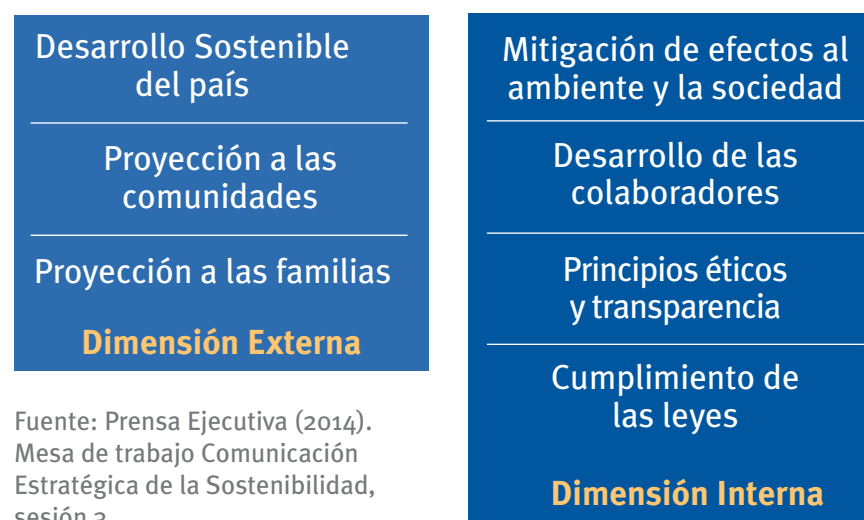 Desarrollo Sostenible
del país
Proyección a las
comunidades
Proyección a las familias
Dimensión Externa
Fuente: Prensa Ejecutiva (2014).
Mesa de trabajo Comunicación
Estratégica de la Sostenibilidad,
sesión
Mitigación de efectos al
ambiente y la sociedad
Desarrollo de las
colaboradores
Principios éticos
y transparencia
Cumplimiento de
las leyes
Dimensión Interna